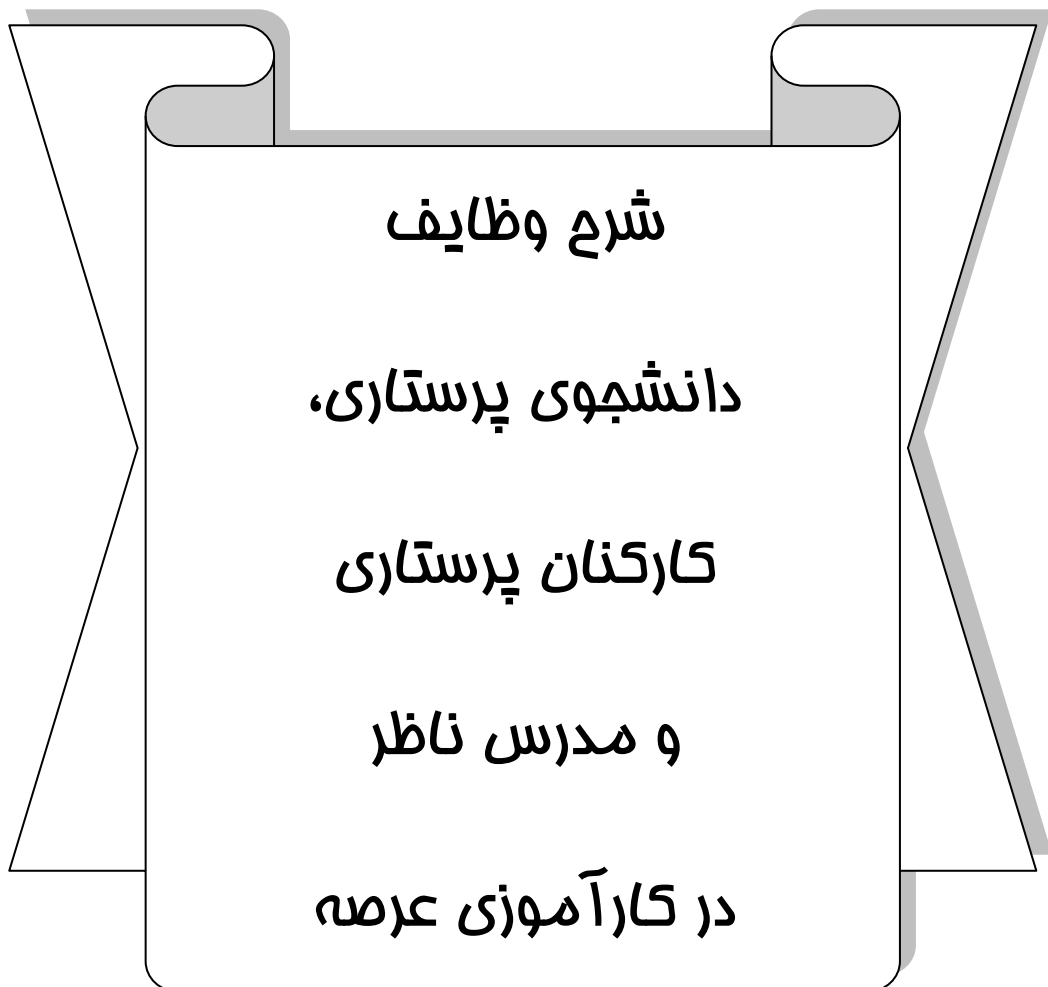 شرح وظایف
دانشجوی پرستاری،
کارکنان پرستاری
و مدرس ناظر
در کارآموزی عرصه